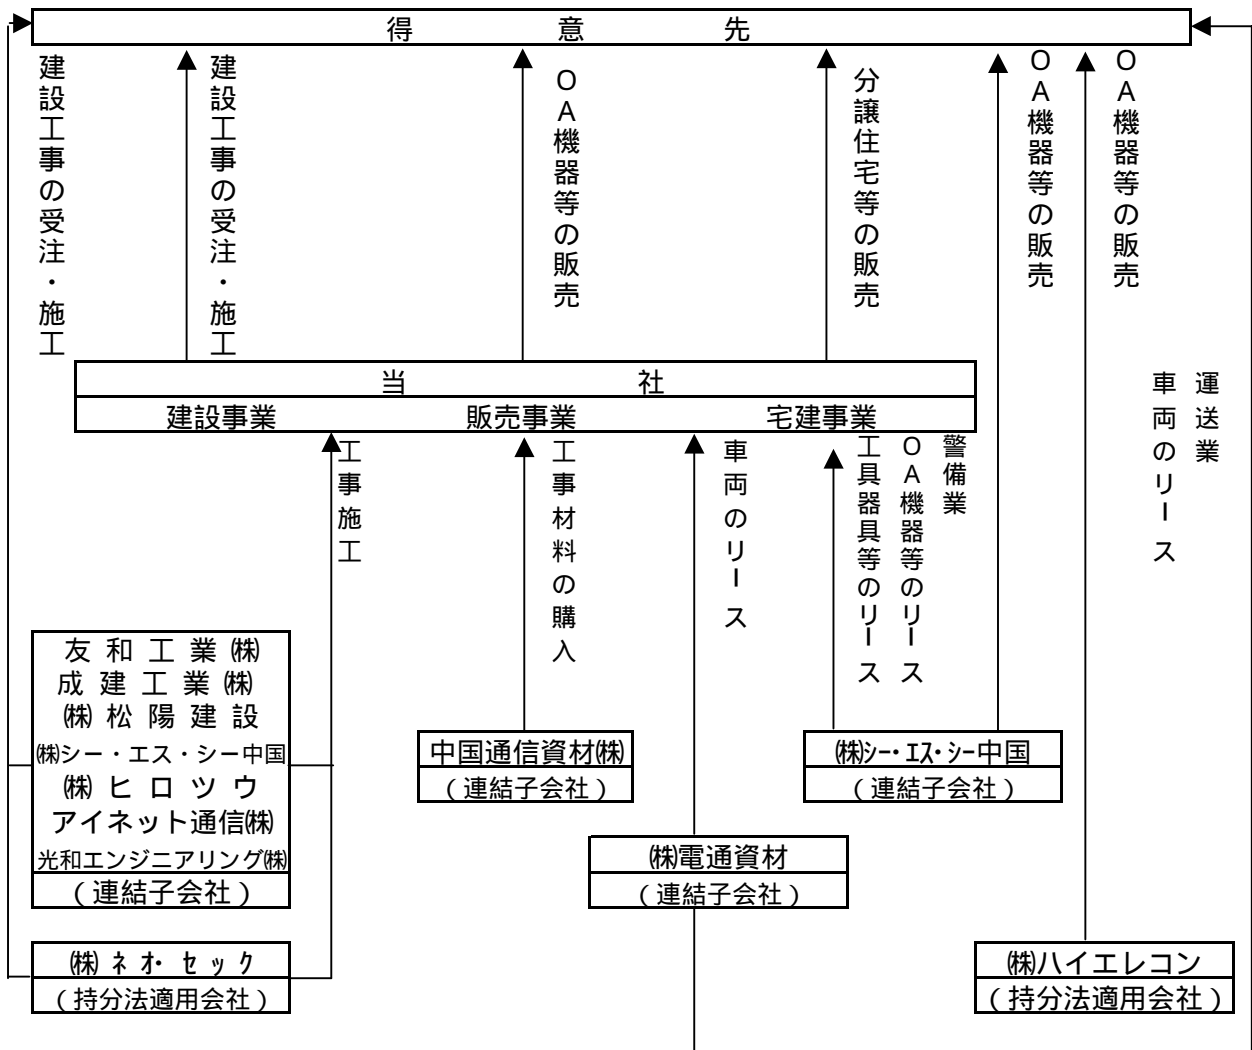 得意先
建設工事の受注・施工
建設工事の受注・施工
OA機器等の販売
分譲住宅等の販売
OA機器等の販売
OA機器等の販売
当社
建設事業 販売事業 宅建事業
運送業
車両のリース
工事施工
工事材料の購入
車両のリース
警備業
OA機器等のリース
工具器具等のリース
友和工業㈱
成建工業㈱
㈱松陽建設
㈱シー・エス・シー中国
㈱ヒロツウ
アイネット通信㈱
光和エンジニアリング㈱
（連結子会社）
中国通信資材㈱
（連結子会社）
㈱ｼｰ・ｴｽ・ｼｰ中国
（連結子会社）
㈱電通資材
（連結子会社）
㈱ネオ・セック
（持分法適用会社）
㈱ハイエレコン
（持分法適用会社）